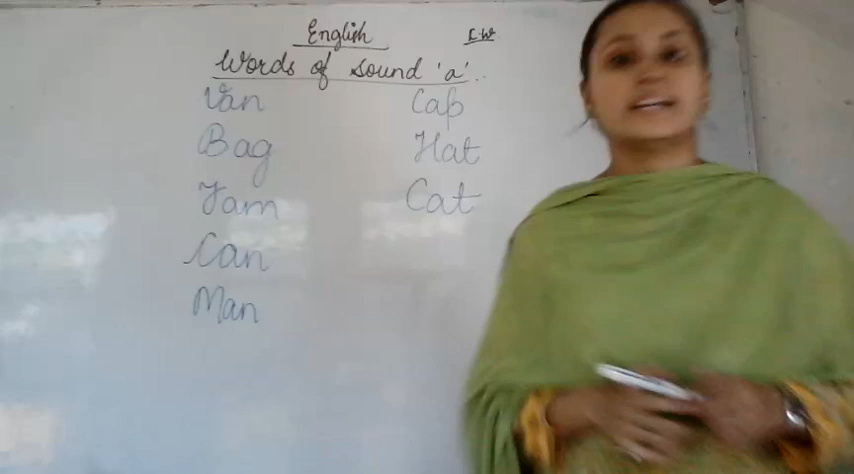 English C.W
Words of sound 'a'..
Van Cap
Bag Hat
Jam Cat
Can
Man